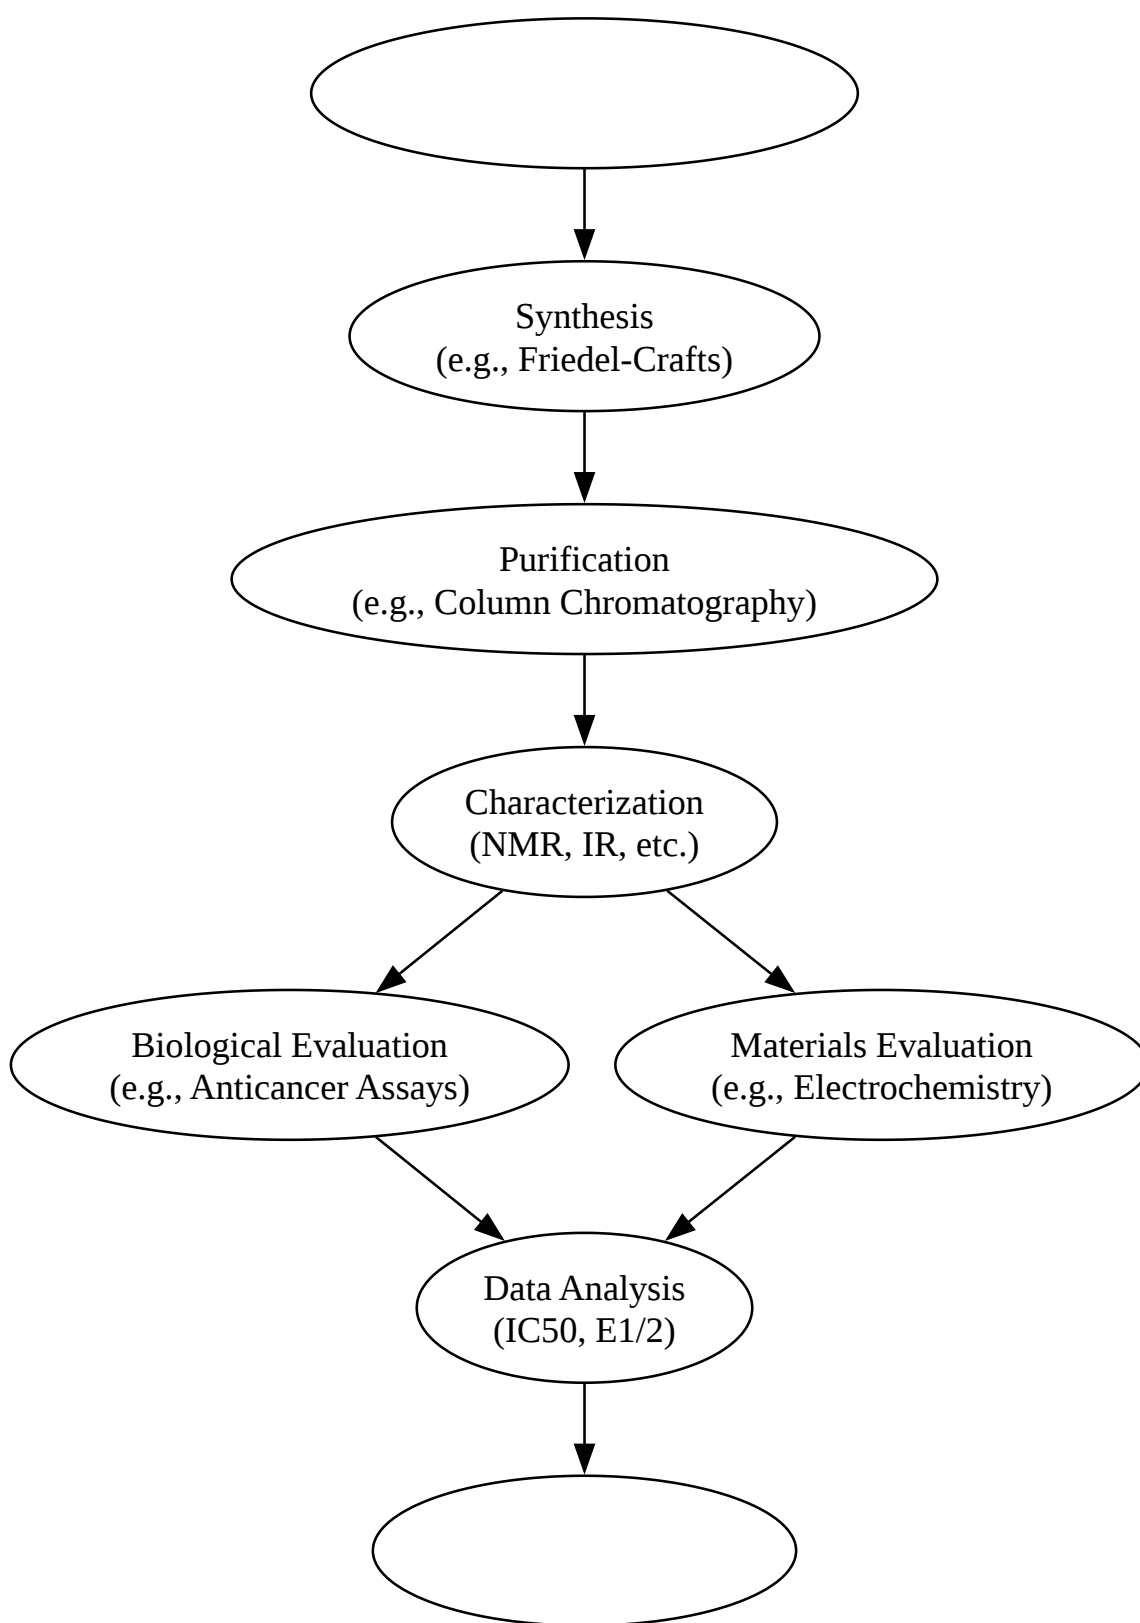 Synthesis
(e.g., Friedel-Crafts)
Purification
(e.g., Column Chromatography)
Characterization
(NMR, IR, etc.)
Biological Evaluation
(e.g., Anticancer Assays)
Materials Evaluation
(e.g., Electrochemistry)
Data Analysis
(IC50, E1/2)